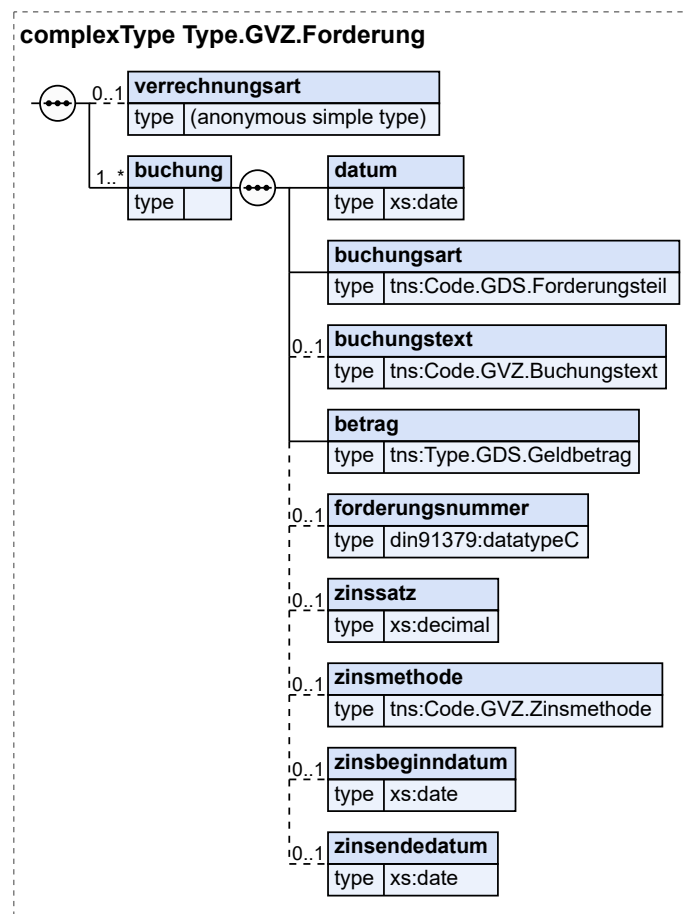 complexType Type.GVZ.Forderung
0..1
verrechnungsart
type (anonymous simple type)
1..*
buchung
type
datum
type xs:date
buchungsart
type tns:Code.GDS.Forderungsteil
0..1
buchungstext
type tns:Code.GVZ.Buchungstext
betrag
type tns:Type.GDS.Geldbetrag
0..1
forderungsnummer
type din91379:datatypeC
0..1
zinssatz
type xs:decimal
0..1
zinsmethode
type tns:Code.GVZ.Zinsmethode
0..1
zinsbeginndatum
type xs:date
0..1
zinsendedatum
type xs:date